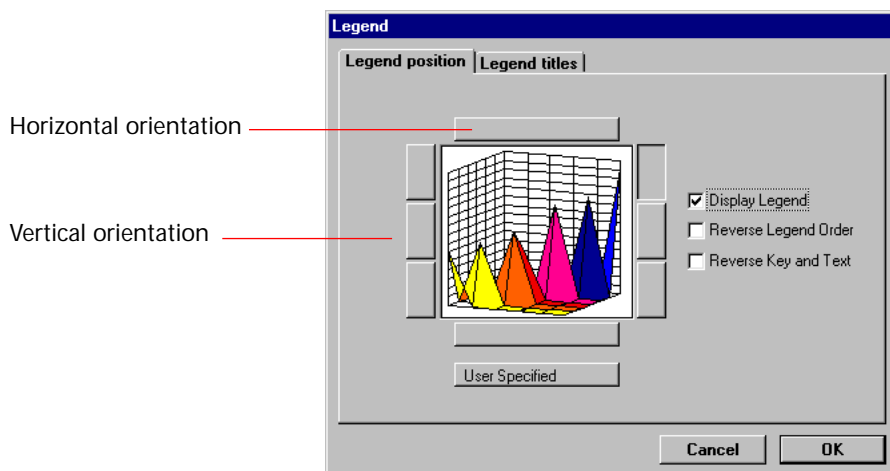 Legend
Legend position
Legend titles
Horizontal orientation
Vertical orientation
Display Legend
Reverse Legend Order
Reverse Key and Text
User Specified
Cancel
OK